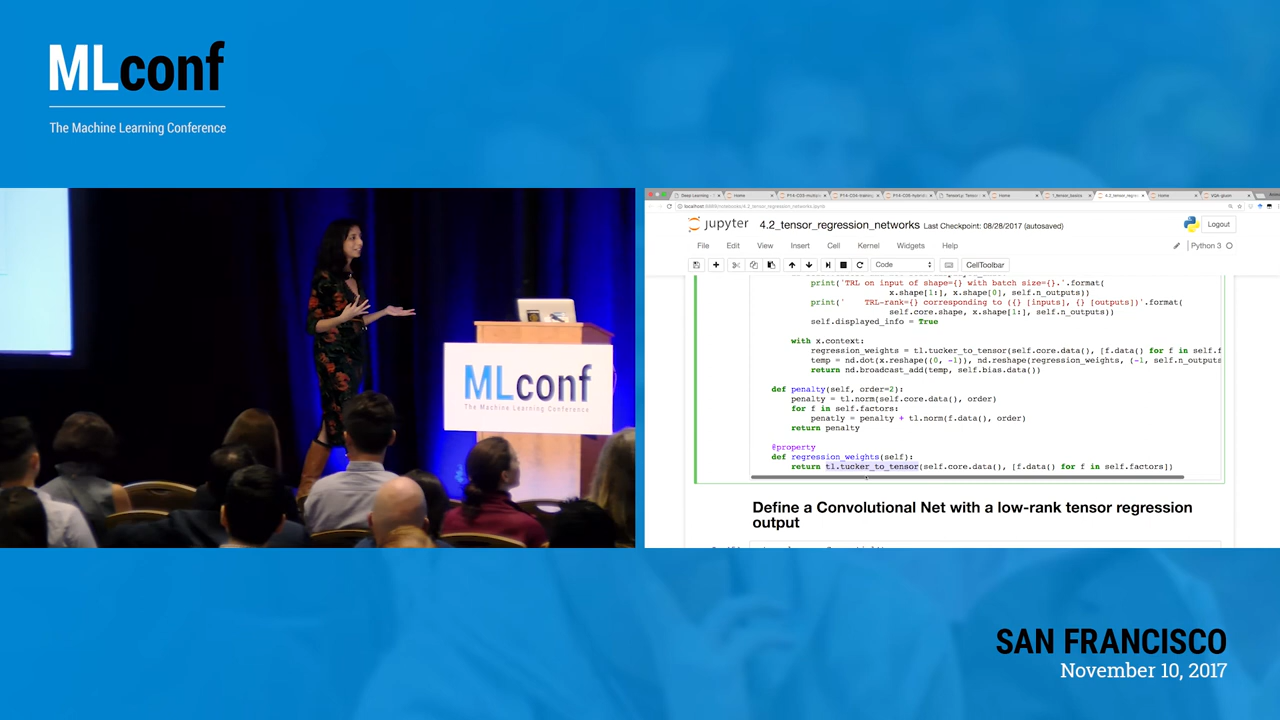 MLconf
The Machine Learning Conference
MLconf
The Machine Learning Conference
Home
Home
Home
jupyter 4.2_tensor_regression_networks Last Checkpoint: 08/28/2017 (autosaved)
Logout
File Edit View Insert Cell Kernel Widgets Help
Python 3
Code
CellToolbar
print('TRL on input of shape={} with batch size={}.'.format(
x.shape[1:], x.shape[0], self.n_outputs))
print(' TRL-rank={} corresponding to ({} [inputs], {} [outputs])'.format(
self.core.shape, x.shape[1:], self.n_outputs))
self.displayed_info = True
with x.context:
regression_weights = tl.tucker_to_tensor(self.core.data(), [f.data() for f in self.f
temp = nd.dot(x.reshape((0, -1)), nd.reshape(regression_weights, (-1, self.n_outputs
return nd.broadcast_add(temp, self.bias.data())
def penalty(self, order=2):
penalty = tl.norm(self.core.data(), order)
for f in self.factors:
penatly = penalty + tl.norm(f.data(), order)
return penalty
@property
def regression_weights(self):
return tl.tucker_to_tensor(self.core.data(), [f.data() for f in self.factors])
Define a Convolutional Net with a low-rank tensor regression
output
SAN FRANCISCO
November 10, 2017